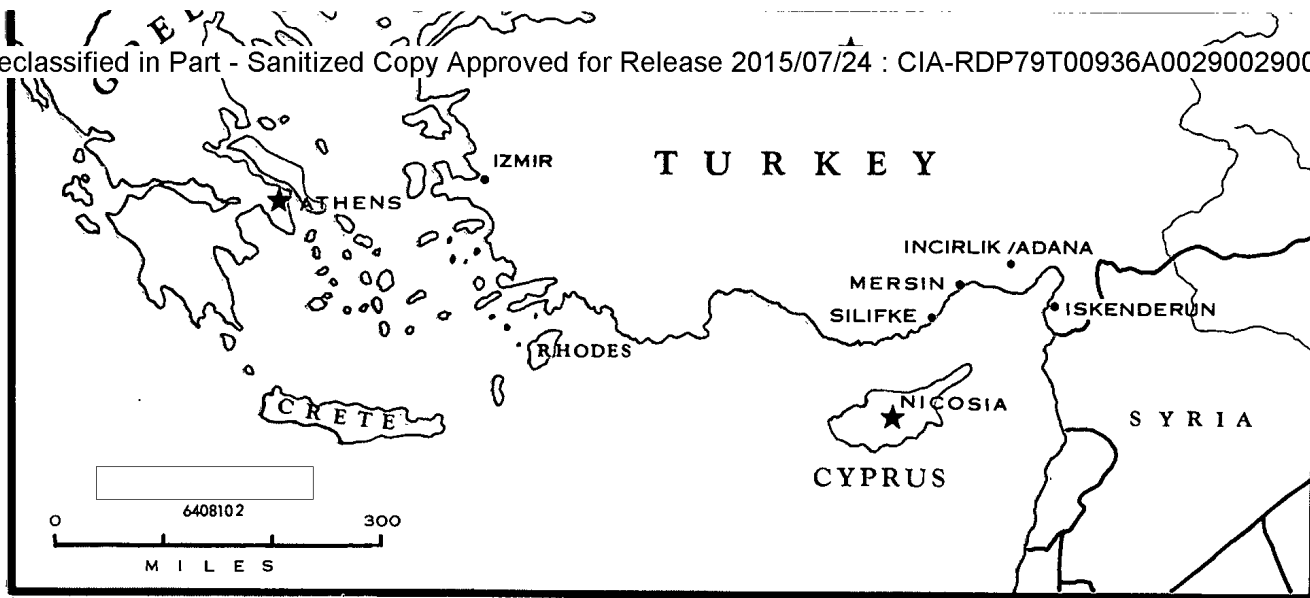 G R E E
eclassified in Part - Sanitized Copy Approved for Release 2015/07/24 : CIA-RDP79T00936A0029002900
IZMIR
TURKEY
ATHENS
INCIRLIK/ADANA
MERSIN
SILIFKE
ISKENDERUN
RHODES
CRETE
NICOSIA
SYRIA
CYPRUS
6408102
0 300
MILES